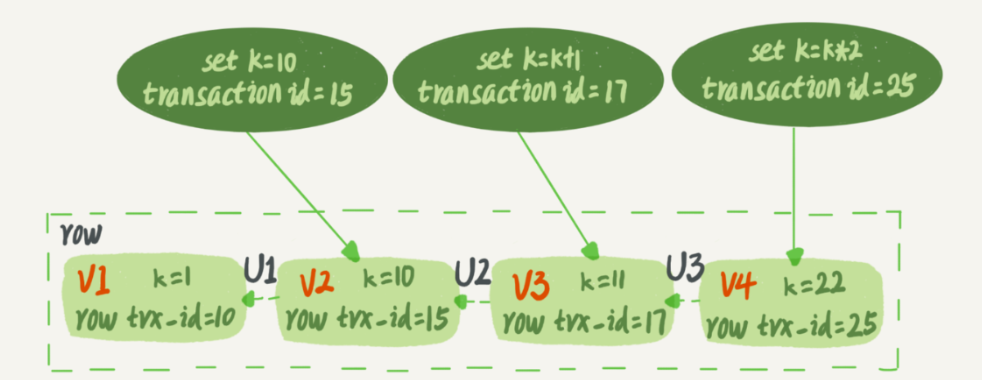 set k=10
transaction id=15
set k=k+1
transaction id=17
set k=k*2
transaction id=25
row
V1 k=1
row trx-id=10
U1
V2 k=10
row trx-id=15
U2
V3 k=11
row trx-id=17
U3
V4 k=22
row trx-id=25